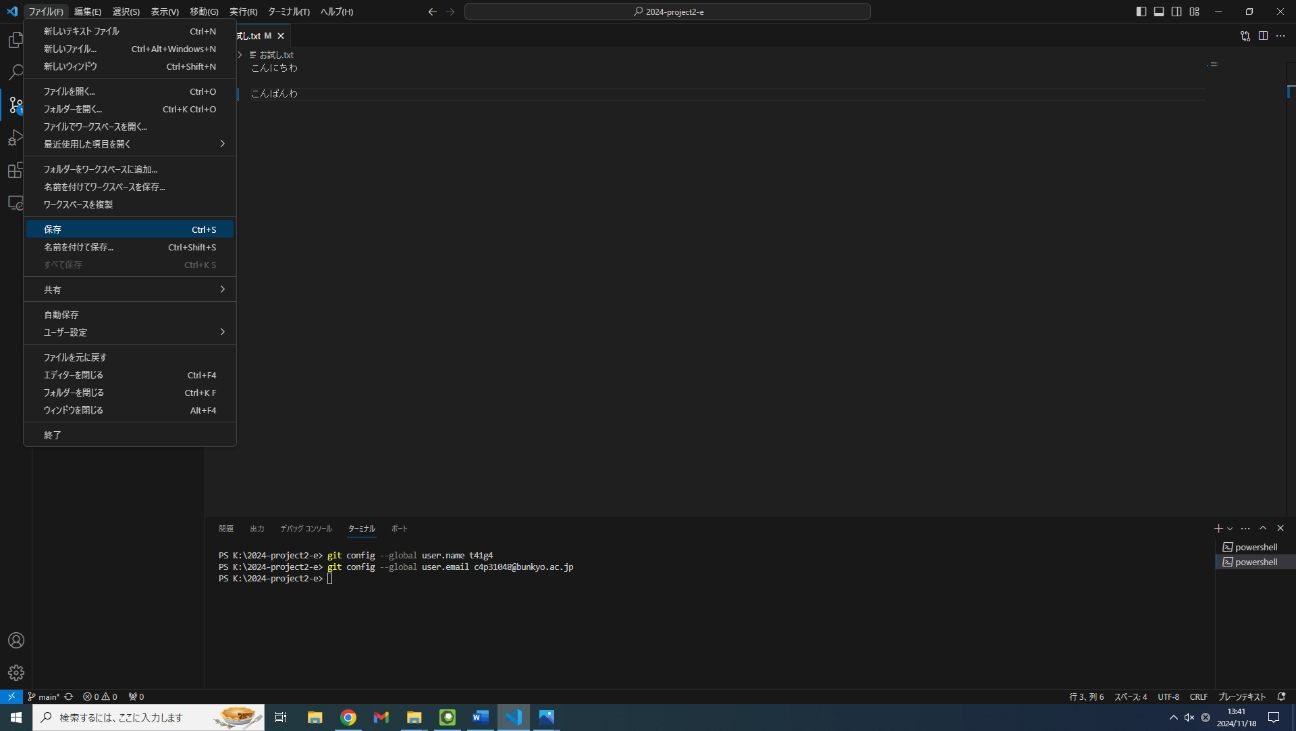 ファイル(F) 編集(E) 選択(S) 表示(V) 移動(G) 実行(R) ターミナル(T) ヘルプ(H) 2024-project2-e
新しいテキスト ファイル Ctrl+N
新しいファイル... Ctrl+Alt+Windows+N
新しいウィンドウ Ctrl+Shift+N
ファイルを開く... Ctrl+O
フォルダーを開く... Ctrl+K Ctrl+O
ファイルでワークスペースを開く...
最近使用した項目を開く
フォルダーをワークスペースに追加...
名前を付けてワークスペースを保存...
ワークスペースを複製
保存 Ctrl+S
名前を付けて保存... Ctrl+Shift+S
すべて保存 Ctrl+K S
共有
自動保存
ユーザー設定
ファイルを元に戻す
エディターを閉じる Ctrl+F4
フォルダーを閉じる Ctrl+K F
ウィンドウを閉じる Alt+F4
終了
試し.txt M
お試し.txt
こんにちわ
こんばんわ
問題 出力 デバッグ コンソール ターミナル ポート
PS K:\2024-project2-e> git config --global user.name t41g4
PS K:\2024-project2-e> git config --global user.email c4p31048@bunkyo.ac.jp
PS K:\2024-project2-e>
powershell
powershell
main* 0 0 0 行 3、列 6 スペース: 4 UTF-8 CRLF プレーンテキスト
検索するには、ここに入力します
13:41
2024/11/18